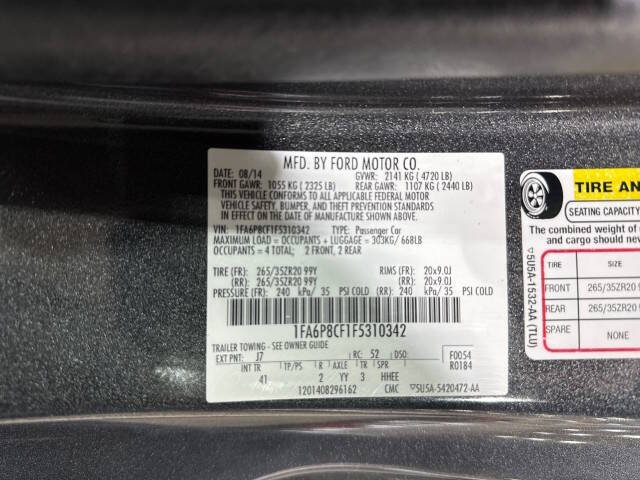 MFD. BY FORD MOTOR CO.
DATE: 08/14 GVWR: 2141 KG ( 4720 LB)
FRONT GAWR: 1055 KG ( 2325 LB) REAR GAWR: 1107 KG ( 2440 LB)
THIS VEHICLE CONFORMS TO ALL APPLICABLE FEDERAL MOTOR
VEHICLE SAFETY, BUMPER, AND THEFT PREVENTION STANDARDS
IN EFFECT ON THE DATE OF MANUFACTURE SHOWN ABOVE.
VIN: 1FA6P8CF1F5310342 TYPE: Passenger Car
MAXIMUM LOAD = OCCUPANTS + LUGGAGE = 303KG/ 668LB
OCCUPANTS = 4 TOTAL; 2 FRONT, 2 REAR
TIRE (FR): 265/35ZR20 99Y RIMS (FR): 20x9.0J
(RR): 265/35ZR20 99Y (RR): 20x9.0J
PRESSURE (FR): 240 kPa/ 35 PSI COLD (RR): 240 kPa/ 35 PSI COLD
1FA6P8CF1F5310342
TRAILER TOWING - SEE OWNER GUIDE
EXT PNT: J7 RC: 52 DSO: F0054
R0184
INT TR TP/PS R AXLE TR SPR
41 2 YY 3 HHEE
1201408296162 CMC 5U5A-5420472-AA
5U5A-1532-AA (TLU)
TIRE AN
SEATING CAPACITY
The combined weight of
and cargo should ne
TIRE SIZE
FRONT 265/35ZR20
REAR 265/35ZR20
SPARE NONE